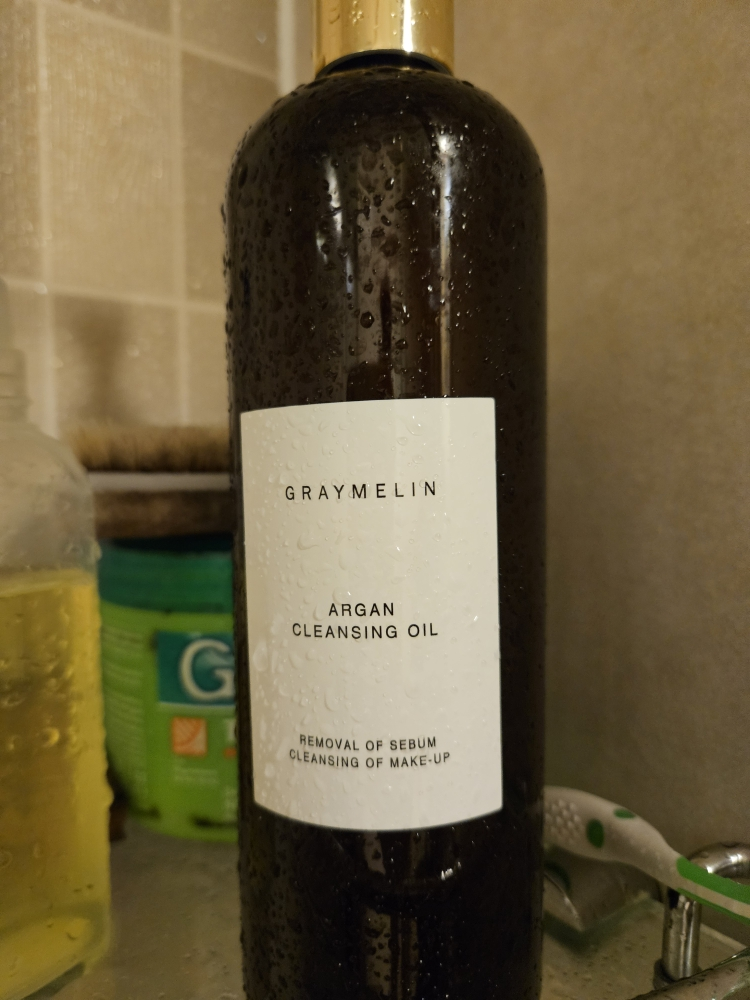 GRAYMELIN
ARGAN
CLEANSING OIL
REMOVAL OF SEBUM
CLEANSING OF MAKE-UP
G